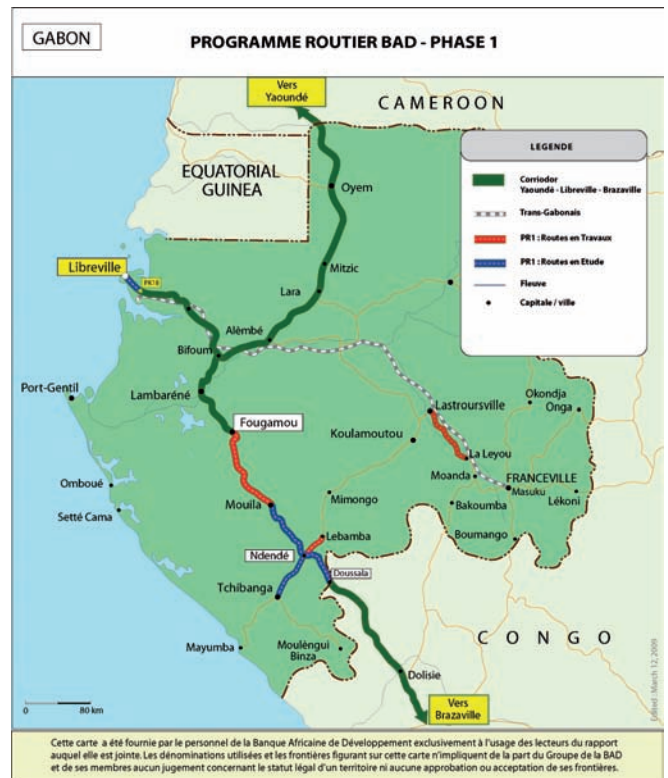 GABON
PROGRAMME ROUTIER BAD - PHASE 1
Vers
Yaoundé
CAMEROON
EQUATORIAL
GUINEA
LEGENDE
Corriodor
Yaoundé - Libreville - Brazaville
Trans-Gabonais
PR1 : Routes en Travaux
PR1 : Routes en Etude
Fleuve
Capitale / ville
Oyem
Libreville
PK18
Mitzic
Lara
Alèmbé
Bifoum
Port-Gentil
Lambaréné
Okondja
Onga
Lastroursville
Fougamou
Koulamoutou
La Leyou
Moanda
FRANCEVILLE
Masuku
Omboué
Mimongo
Lékoni
Setté Cama
Mouila
Bakoumba
Lebamba
Boumango
Ndendé
Doussala
Tchibanga
CONGO
Mayumba
Moulèngui
Binza
Dolisie
0 80 km
Vers
Brazaville
Edited : March 12, 2009
Cette carte a été fournie par le personnel de la Banque Africaine de Développement exclusivement à l'usage des lecteurs du rapport
auquel elle est jointe. Les dénominations utilisées et les frontières figurant sur cette carte n'impliquent de la part du Groupe de la BAD
et de ses membres aucun jugement concernant le statut légal d'un territoire ni aucune approbation ou acceptation de ses frontières.